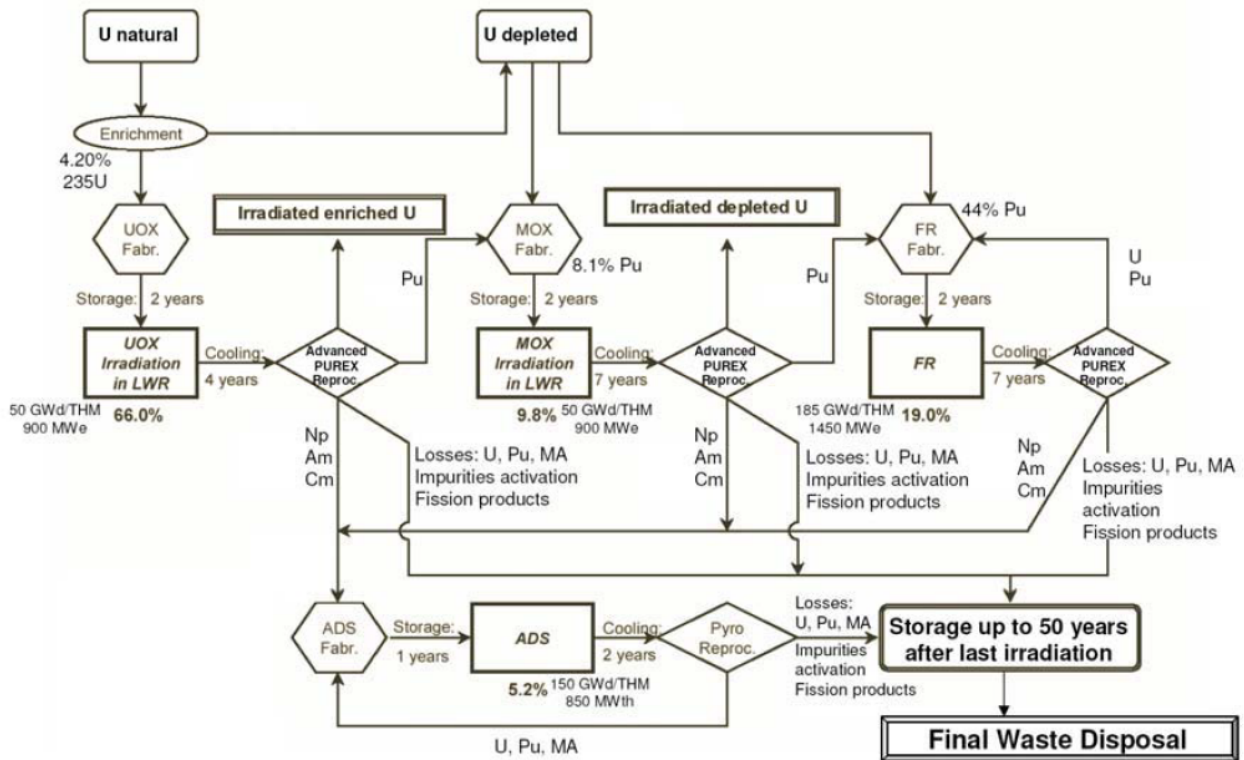 U natural
U depleted
Enrichment
4.20%
235U
Irradiated enriched U
Irradiated depleted U
UOX
Fabr.
MOX
Fabr.
8.1% Pu
FR
Fabr.
44% Pu
Pu
Pu
U
Pu
Storage: 2 years
Storage: 2 years
Storage: 2 years
UOX
Irradiation
in LWR
Cooling:
4 years
Advanced
PUREX
Reproc.
MOX
Irradiation
in LWR
Cooling:
7 years
Advanced
PUREX
Reproc.
FR
Cooling:
7 years
Advanced
PUREX
Reproc.
50 GWd/THM
900 MWe
66.0%
9.8%
50 GWd/THM
900 MWe
185 GWd/THM
1450 MWe
19.0%
Np
Am
Cm
Losses: U, Pu, MA
Impurities activation
Fission products
Np
Am
Cm
Losses: U, Pu, MA
Impurities activation
Fission products
Np
Am
Cm
Losses: U, Pu, MA
Impurities
activation
Fission products
ADS
Fabr.
Storage:
1 years
ADS
Cooling:
2 years
Pyro
Reproc.
Losses:
U, Pu, MA
Impurities
activation
Fission products
Storage up to 50 years
after last irradiation
5.2%
150 GWd/THM
850 MWth
U, Pu, MA
Final Waste Disposal